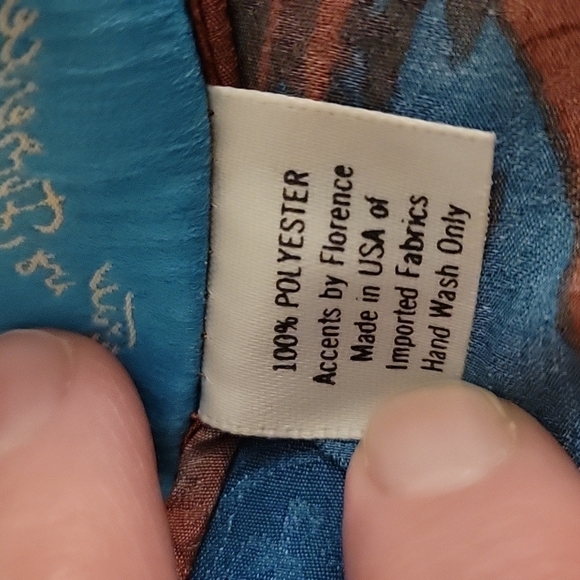 100% POLYESTER
Accents by Florence
Made in USA of
Imported Fabrics
Hand Wash Only